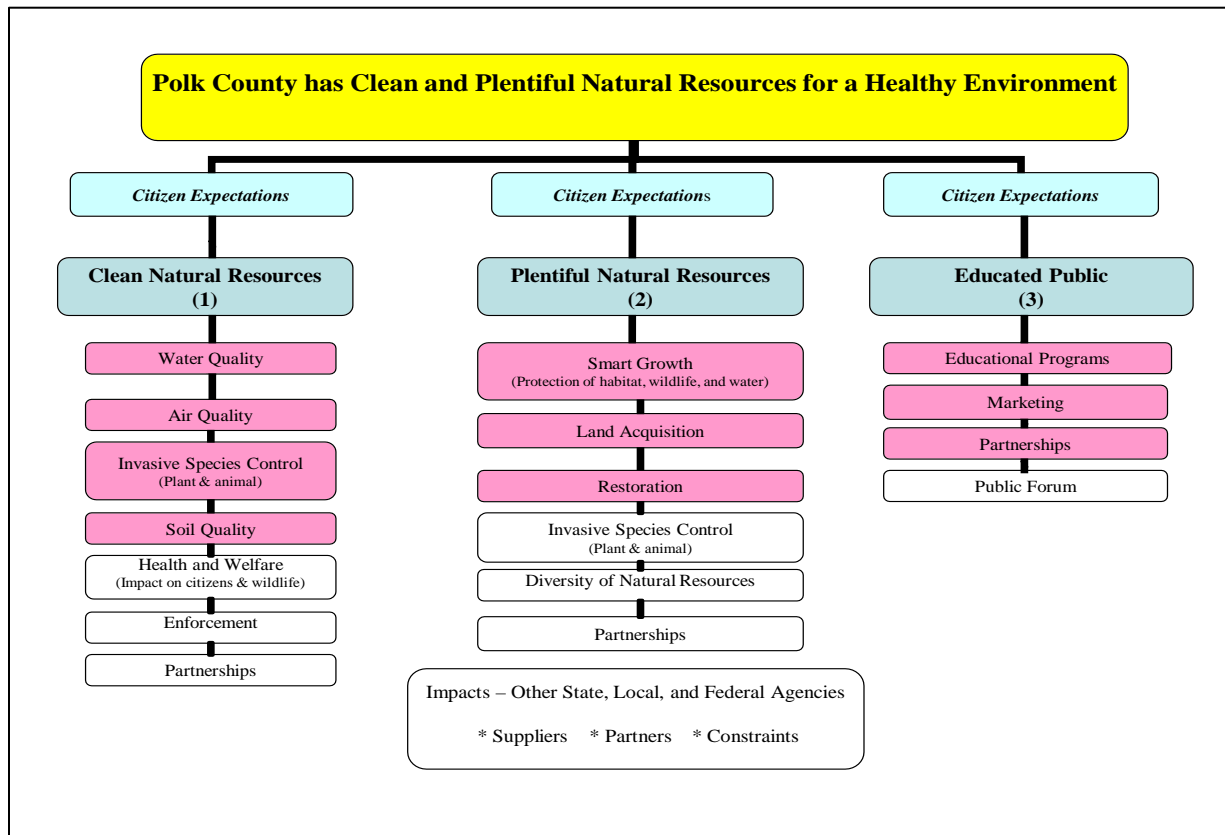 Polk County has Clean and Plentiful Natural Resources for a Healthy Environment
Citizen Expectations
Citizen Expectations
Citizen Expectations
Clean Natural Resources
(1)
Plentiful Natural Resources
(2)
Educated Public
(3)
Water Quality
Air Quality
Invasive Species Control
(Plant & animal)
Soil Quality
Health and Welfare
(Impact on citizens & wildlife)
Enforcement
Partnerships
Smart Growth
(Protection of habitat, wildlife, and water)
Land Acquisition
Restoration
Invasive Species Control
(Plant & animal)
Diversity of Natural Resources
Partnerships
Educational Programs
Marketing
Partnerships
Public Forum
Impacts – Other State, Local, and Federal Agencies
* Suppliers * Partners * Constraints